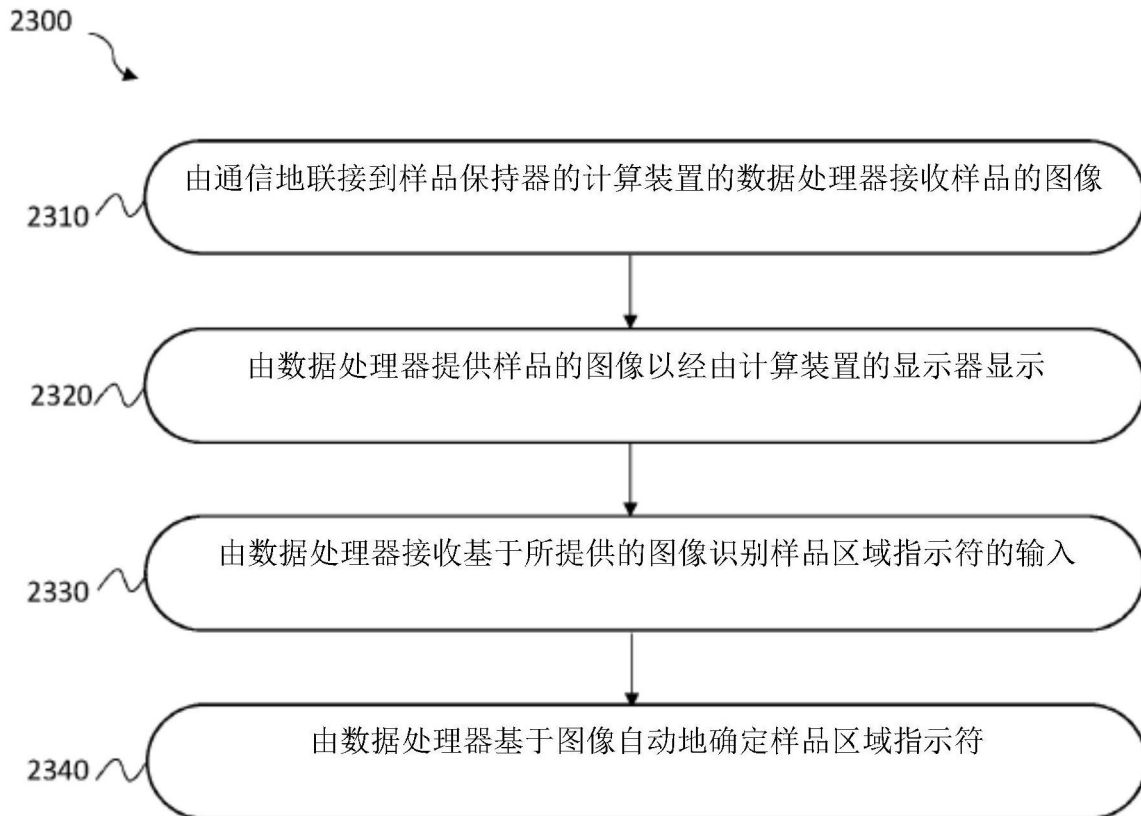 2300
由通信地联接到样品保持器的计算装置的数据处理器接收样品的图像
2310
由数据处理器提供样品的图像以经由计算装置的显示器显示
2320
由数据处理器接收基于所提供的图像识别样品区域指示符的输入
2330
由数据处理器基于图像自动地确定样品区域指示符
2340